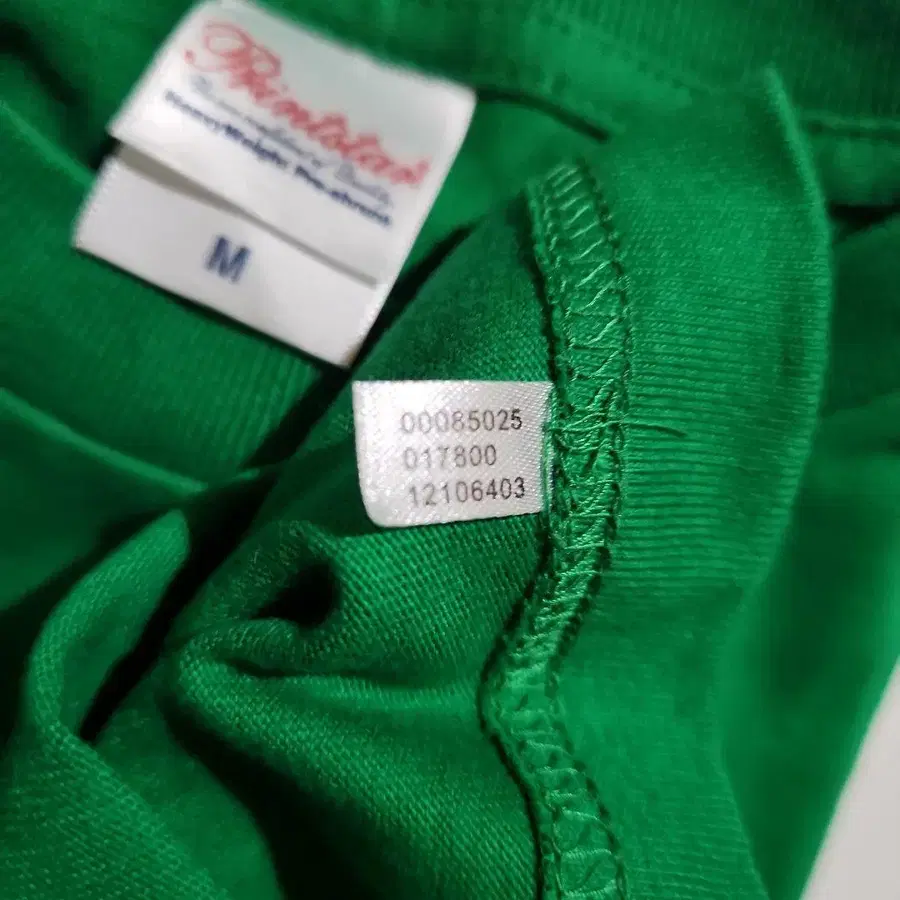 Printstar
HeavyWeight Pre-shrunk
M
00085025
017800
12106403